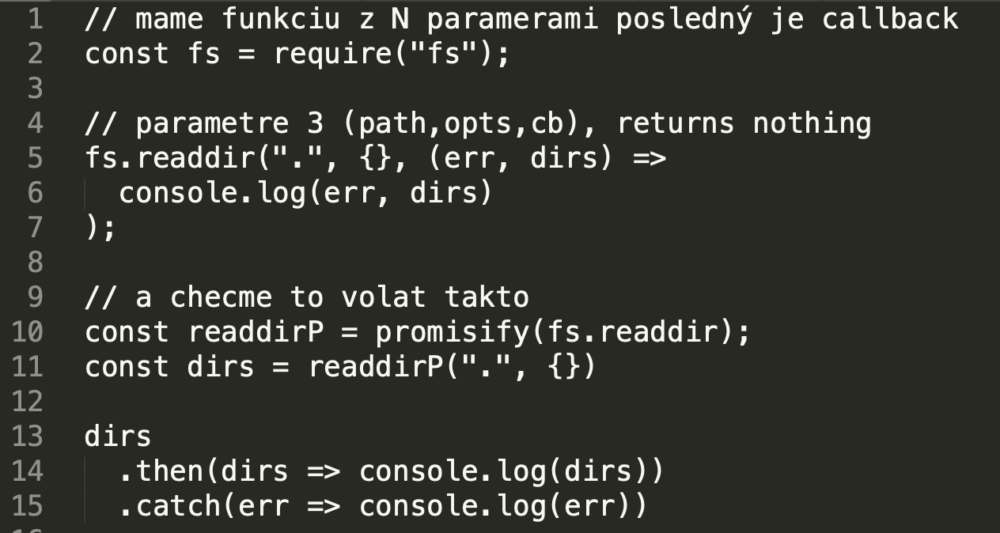 1 // mame funkciu z N paramerami posledný je callback
2 const fs = require("fs");
3
4 // parametre 3 (path,opts,cb), returns nothing
5 fs.readdir(".", {}, (err, dirs) =>
6 console.log(err, dirs)
7 );
8
9 // a checme to volat takto
10 const readdirP = promisify(fs.readdir);
11 const dirs = readdirP(".", {})
12
13 dirs
14 .then(dirs => console.log(dirs))
15 .catch(err => console.log(err))